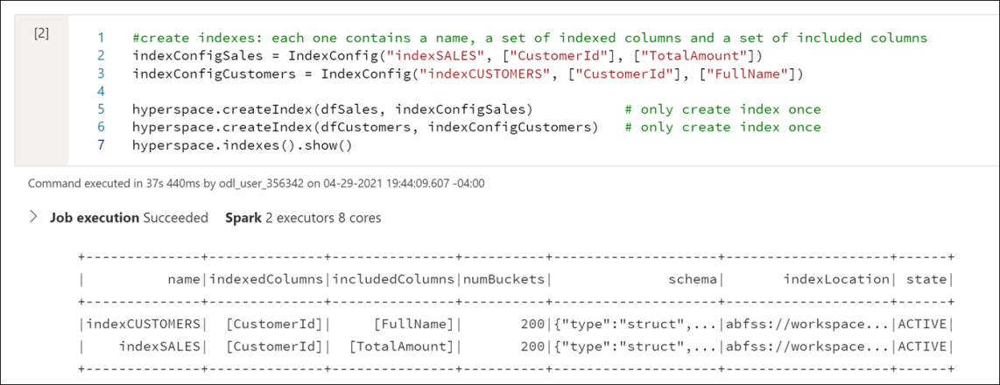 [2]
1 #create indexes: each one contains a name, a set of indexed columns and a set of included columns
2 indexConfigSales = IndexConfig("indexSALES", ["CustomerId"], ["TotalAmount"])
3 indexConfigCustomers = IndexConfig("indexCUSTOMERS", ["CustomerId"], ["FullName"])
4
5 hyperspace.createIndex(dfSales, indexConfigSales)           # only create index once
6 hyperspace.createIndex(dfCustomers, indexConfigCustomers)   # only create index once
7 hyperspace.indexes().show()
Command executed in 37s 440ms by odl_user_356342 on 04-29-2021 19:44:09.607 -04:00
> Job execution Succeeded Spark 2 executors 8 cores
+--------------+--------------+---------------+----------+--------------------+--------------------+------+
|          name|indexedColumns|includedColumns|numBuckets|              schema|       indexLocation| state|
+--------------+--------------+---------------+----------+--------------------+--------------------+------+
|indexCUSTOMERS|  [CustomerId]|     [FullName]|       200|{"type":"struct",...|abfss://workspace...|ACTIVE|
|    indexSALES|  [CustomerId]|  [TotalAmount]|       200|{"type":"struct",...|abfss://workspace...|ACTIVE|
+--------------+--------------+---------------+----------+--------------------+--------------------+------+